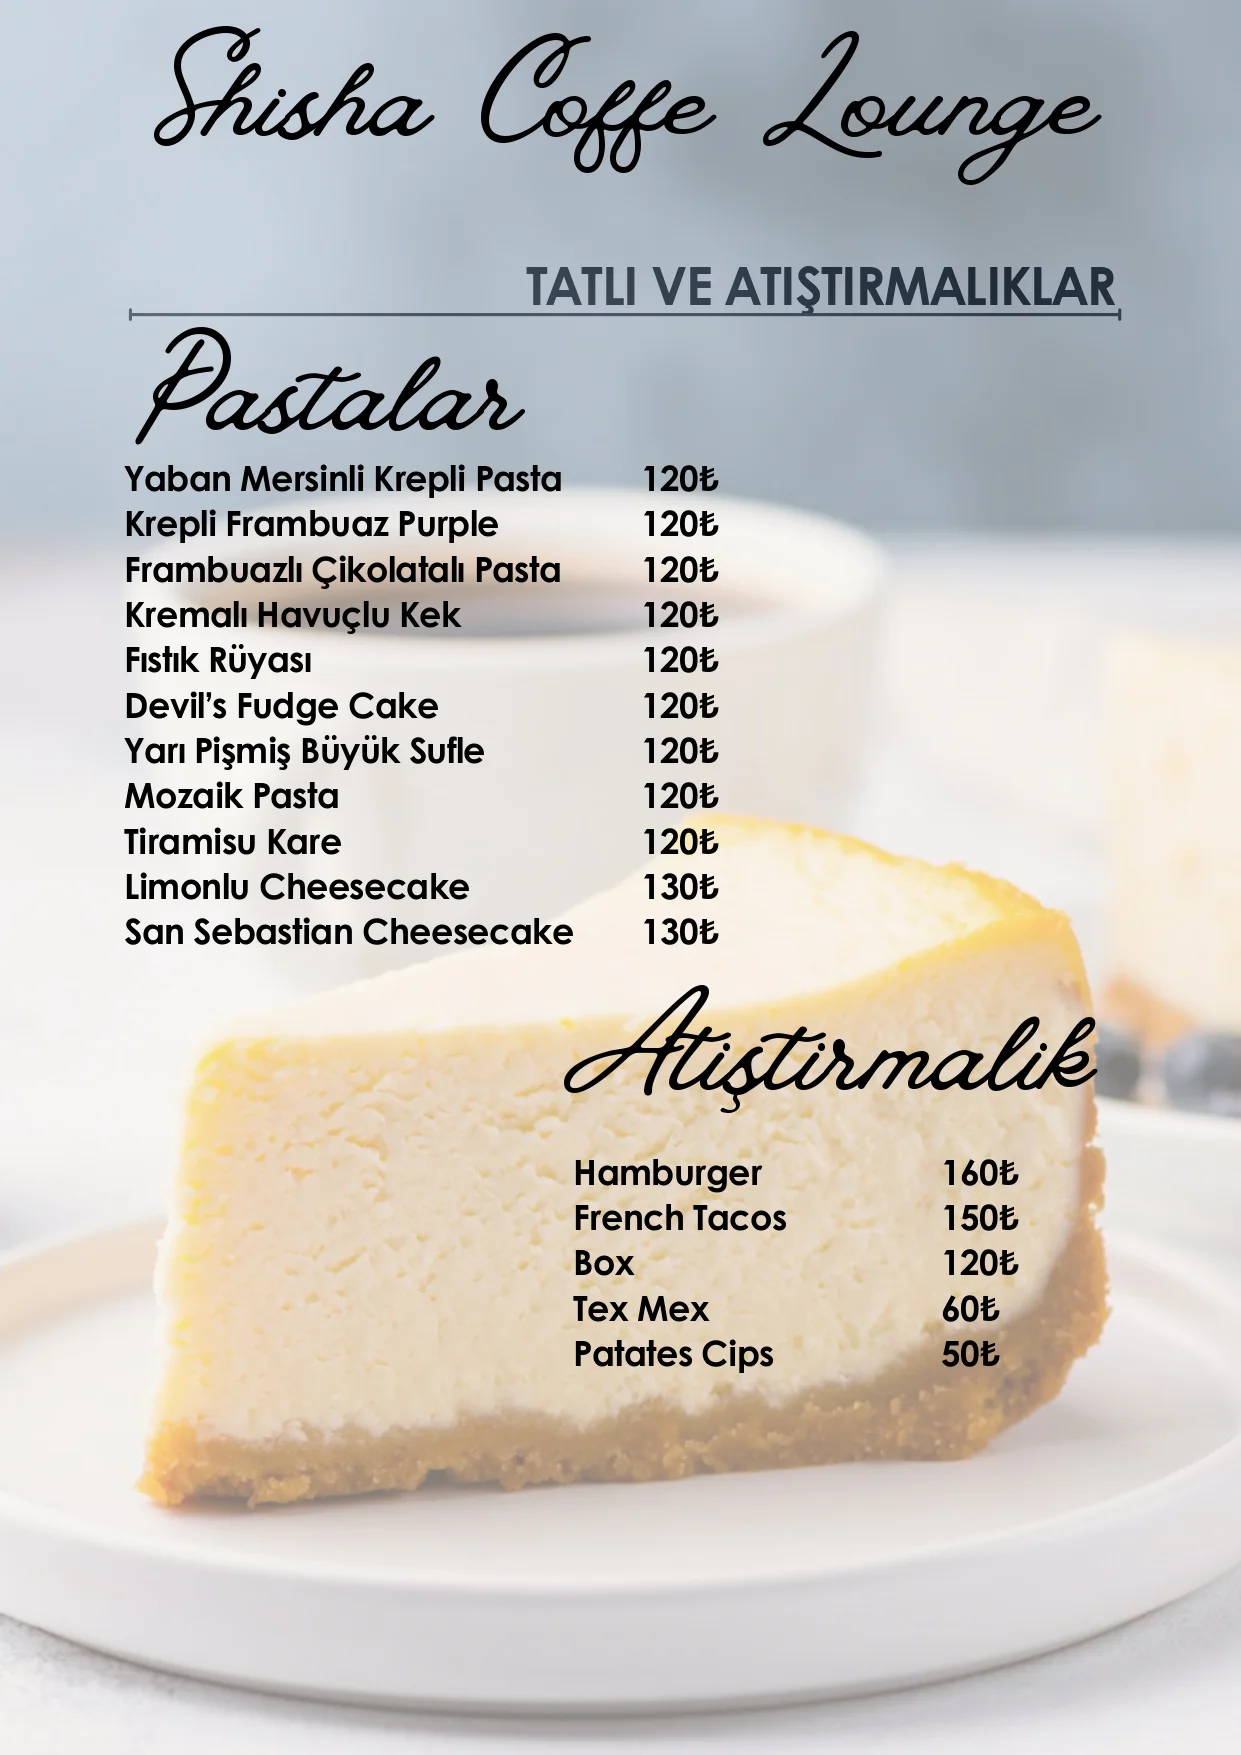 Shisha Coffe Lounge
TATLI VE ATIŞTIRMALIKLAR
Pastalar
Yaban Mersinli Krepli Pasta 120₺
Krepli Frambuaz Purple 120₺
Frambuazlı Çikolatalı Pasta 120₺
Kremalı Havuçlu Kek 120₺
Fıstık Rüyası 120₺
Devil's Fudge Cake 120₺
Yarı Pişmiş Büyük Sufle 120₺
Mozaik Pasta 120₺
Tiramisu Kare 120₺
Limonlu Cheesecake 130₺
San Sebastian Cheesecake 130₺
Atiştirmalik
Hamburger 160₺
French Tacos 150₺
Box 120₺
Tex Mex 60₺
Patates Cips 50₺